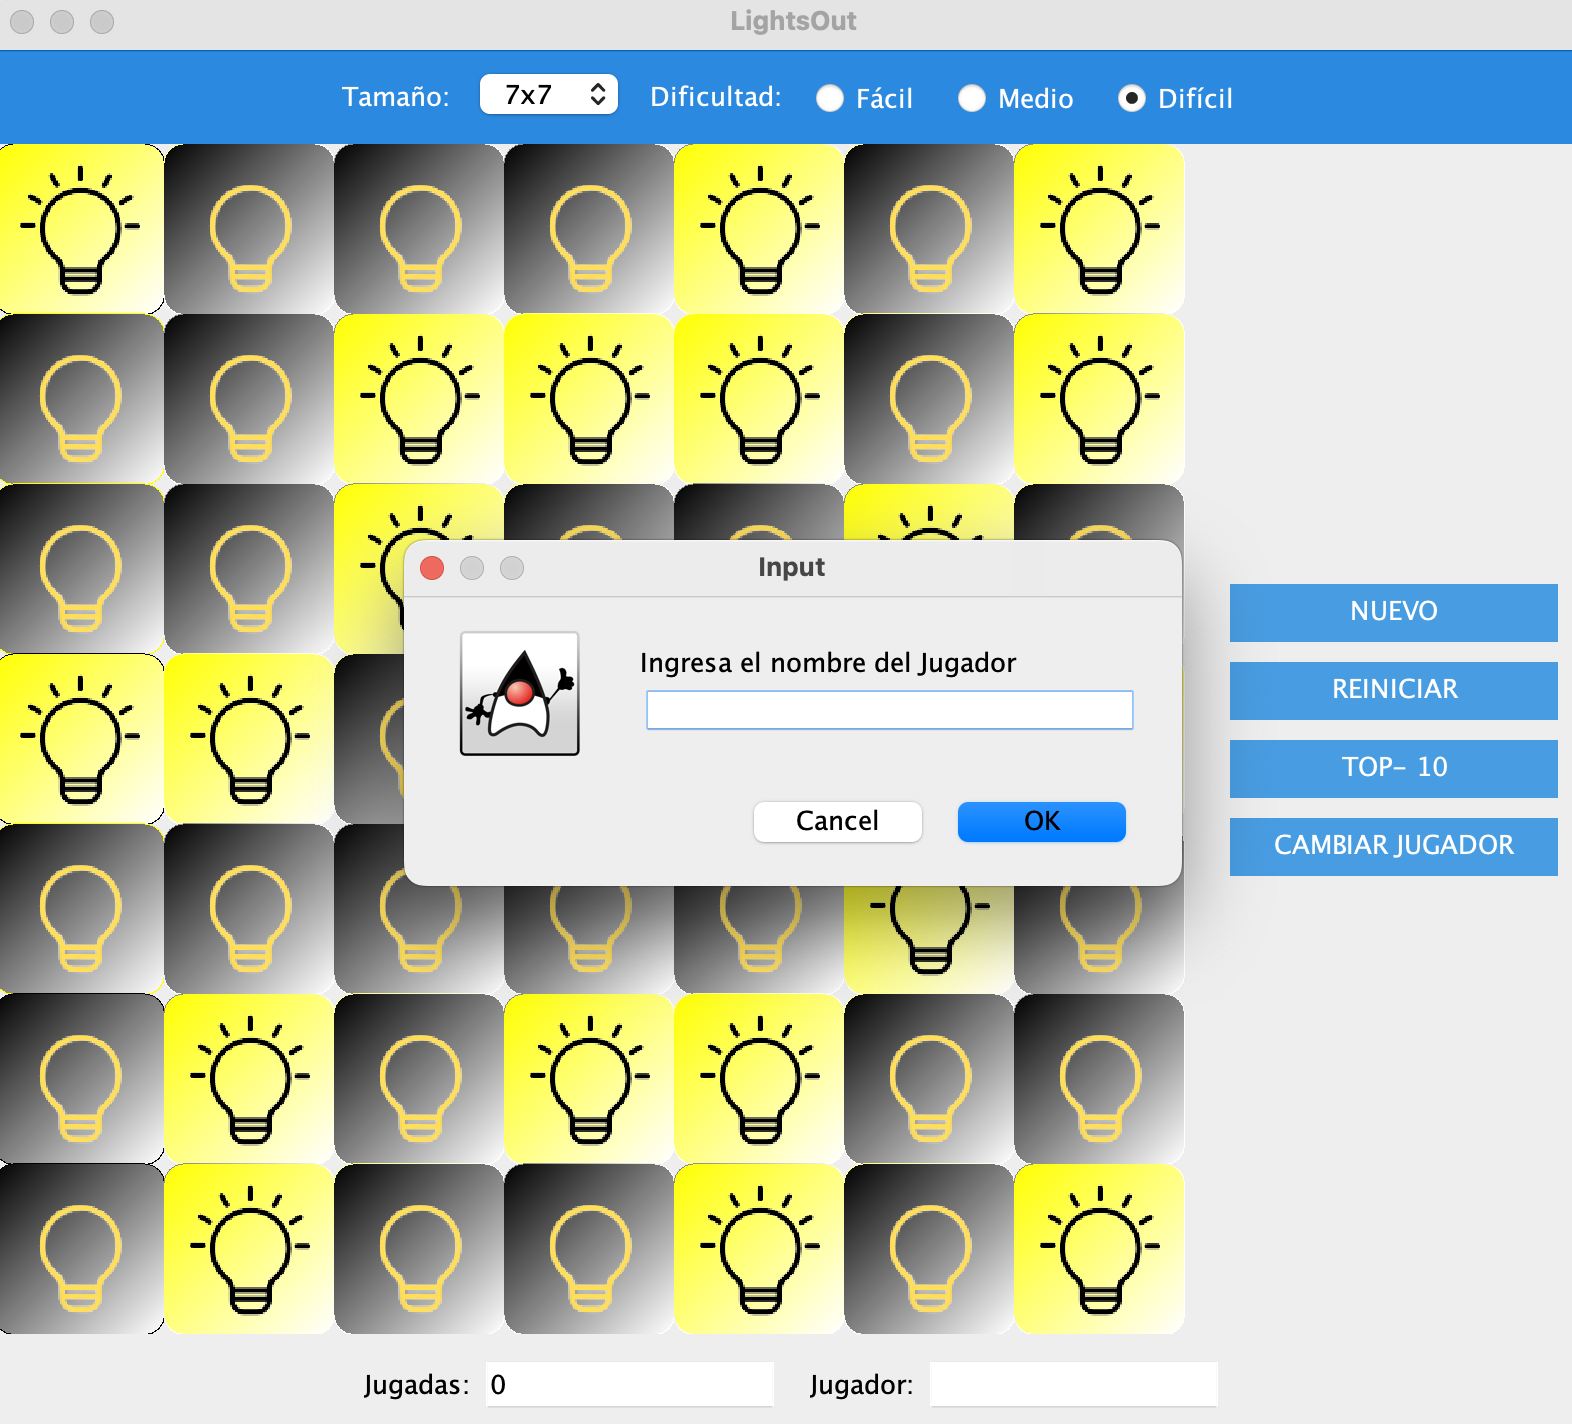 LightsOut
Tamaño: 7x7 Dificultad: Fácil Medio Difícil
Input
Ingresa el nombre del Jugador
Cancel OK
NUEVO
REINICIAR
TOP- 10
CAMBIAR JUGADOR
Jugadas: 0 Jugador: